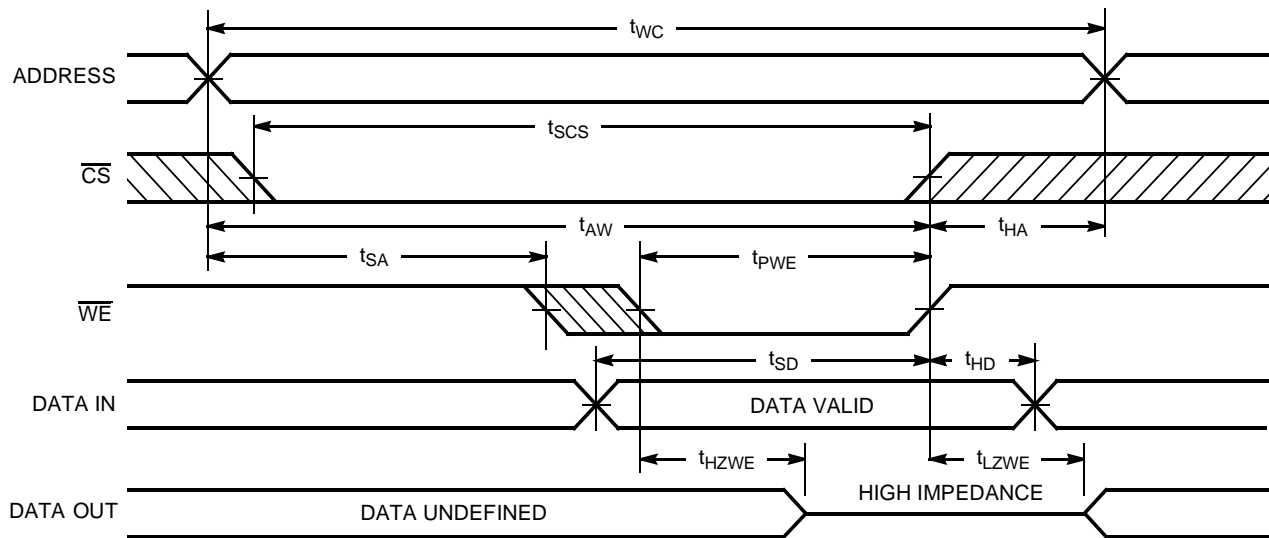 tWC
ADDRESS
tSCS
CS
tAW
tHA
tSA
tPWE
WE
tSD
tHD
DATA IN
DATA VALID
tHZWE
tLZWE
HIGH IMPEDANCE
DATA OUT
DATA UNDEFINED